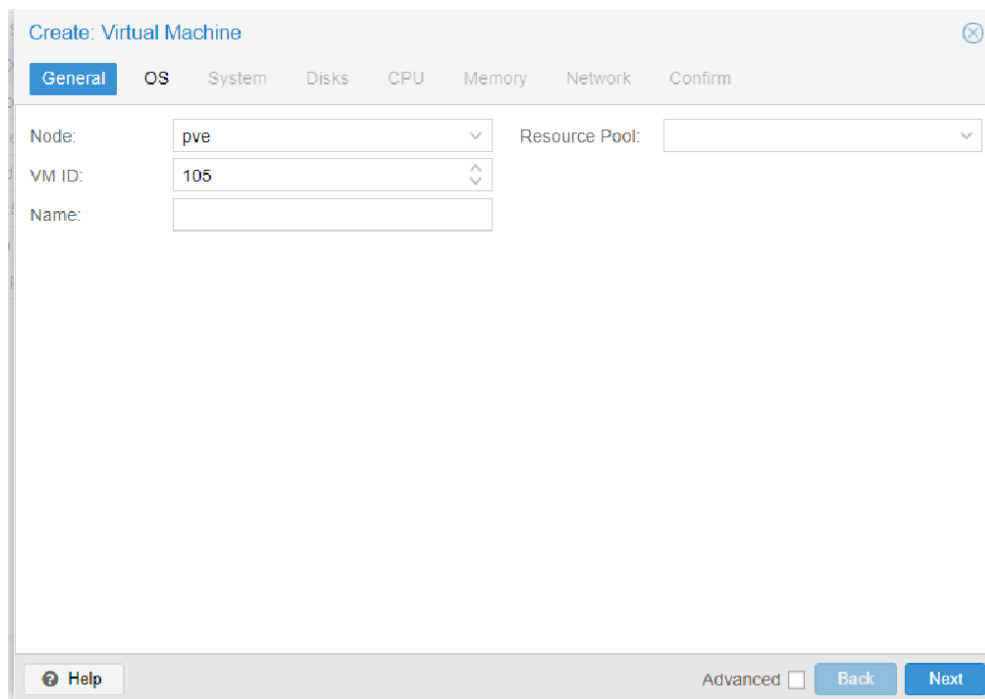 Create: Virtual Machine
General OS System Disks CPU Memory Network Confirm
Node: pve Resource Pool:
VM ID: 105
Name:
Help Advanced Back Next